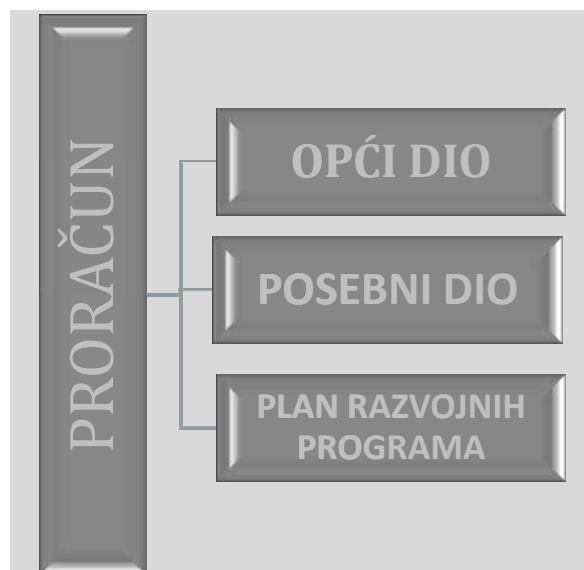 PRORAČUN
OPĆI DIO
POSEBNI DIO
PLAN RAZVOJNIH
PROGRAMA